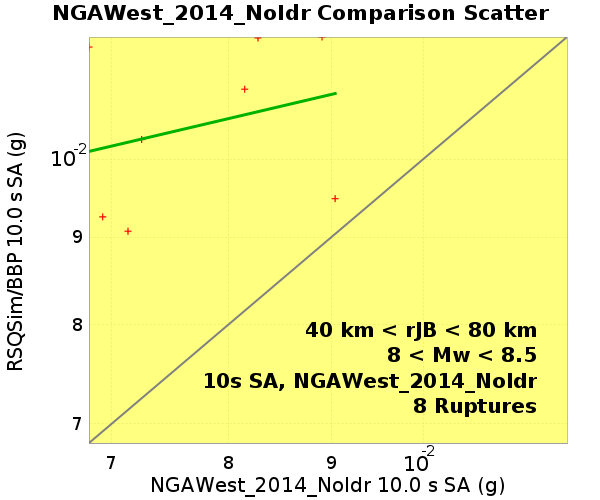 NGAWest_2014_NoIdr Comparison Scatter
RSQSim/BBP 10.0 s SA (g)
10-2
9
8
7
40 km < rJB < 80 km
8 < Mw < 8.5
10s SA, NGAWest_2014_NoIdr
8 Ruptures
7 8 9 10-2
NGAWest_2014_NoIdr 10.0 s SA (g)